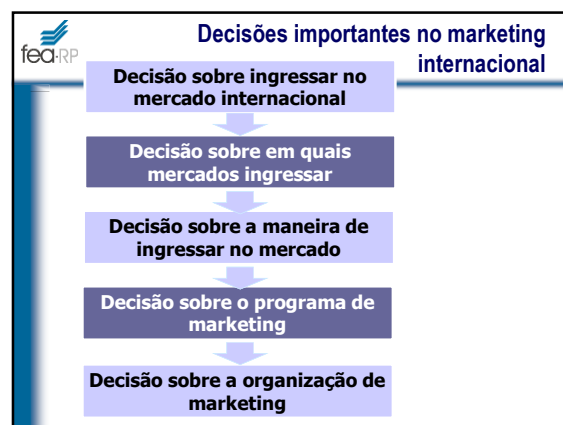 fea-RP
Decisões importantes no marketing
internacional
Decisão sobre ingressar no
mercado internacional
Decisão sobre em quais
mercados ingressar
Decisão sobre a maneira de
ingressar no mercado
Decisão sobre o programa de
marketing
Decisão sobre a organização de
marketing